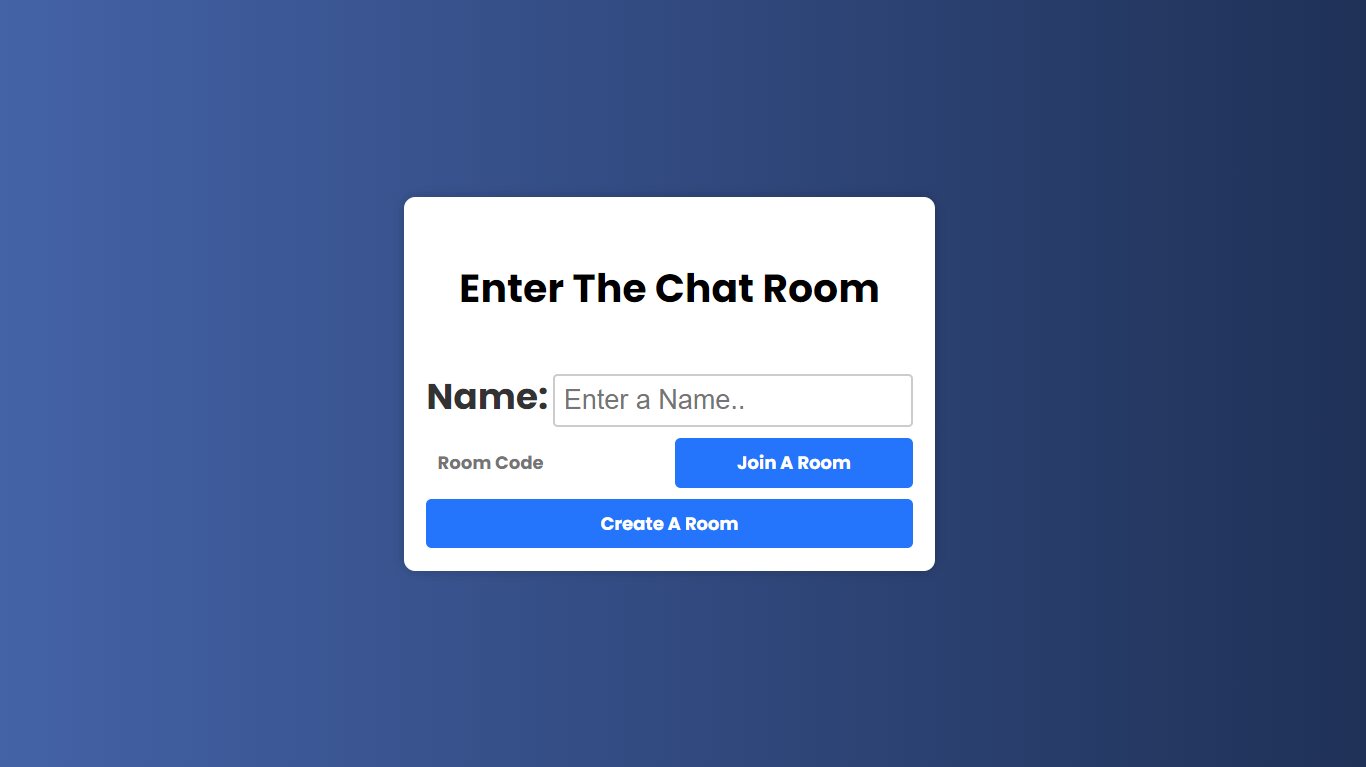 Enter The Chat Room
Name: Enter a Name..
Room Code Join A Room
Create A Room